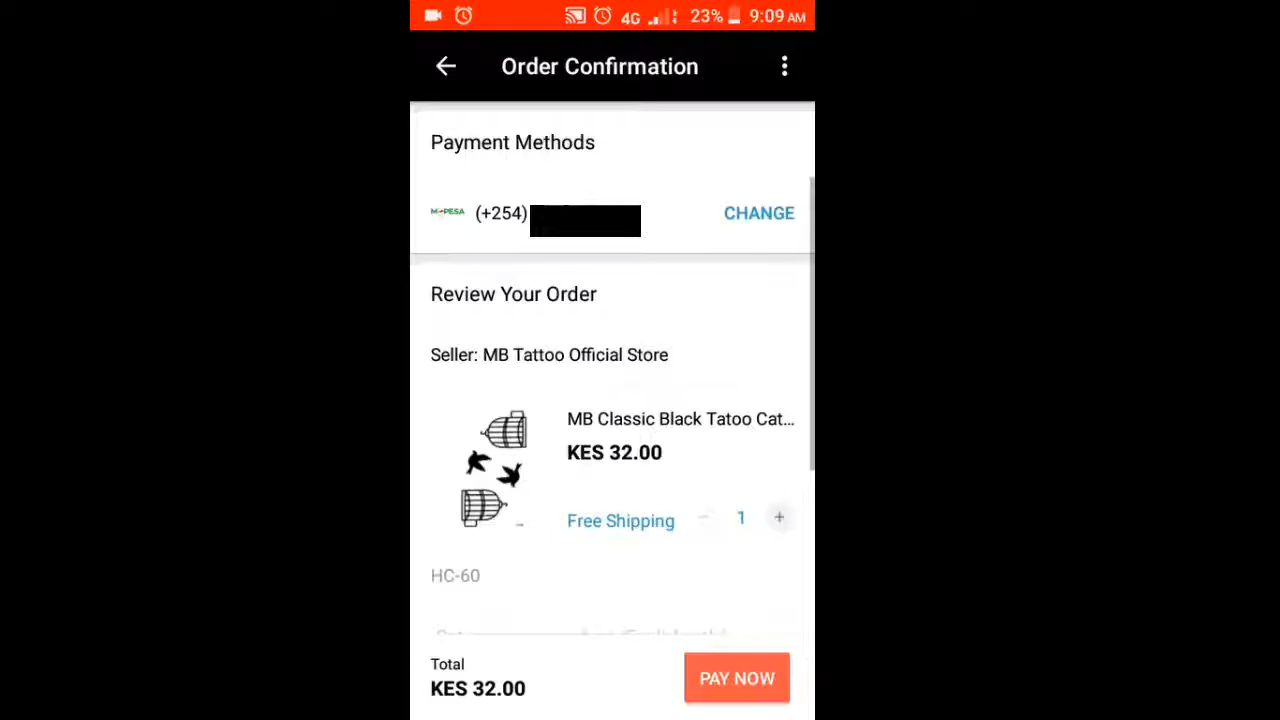 4G 23% 9:09 AM
Order Confirmation
Payment Methods
M-PESA (+254) CHANGE
Review Your Order
Seller: MB Tattoo Official Store
MB Classic Black Tatoo Cat...
KES 32.00
Free Shipping − 1 +
HC-60
Total
KES 32.00
PAY NOW